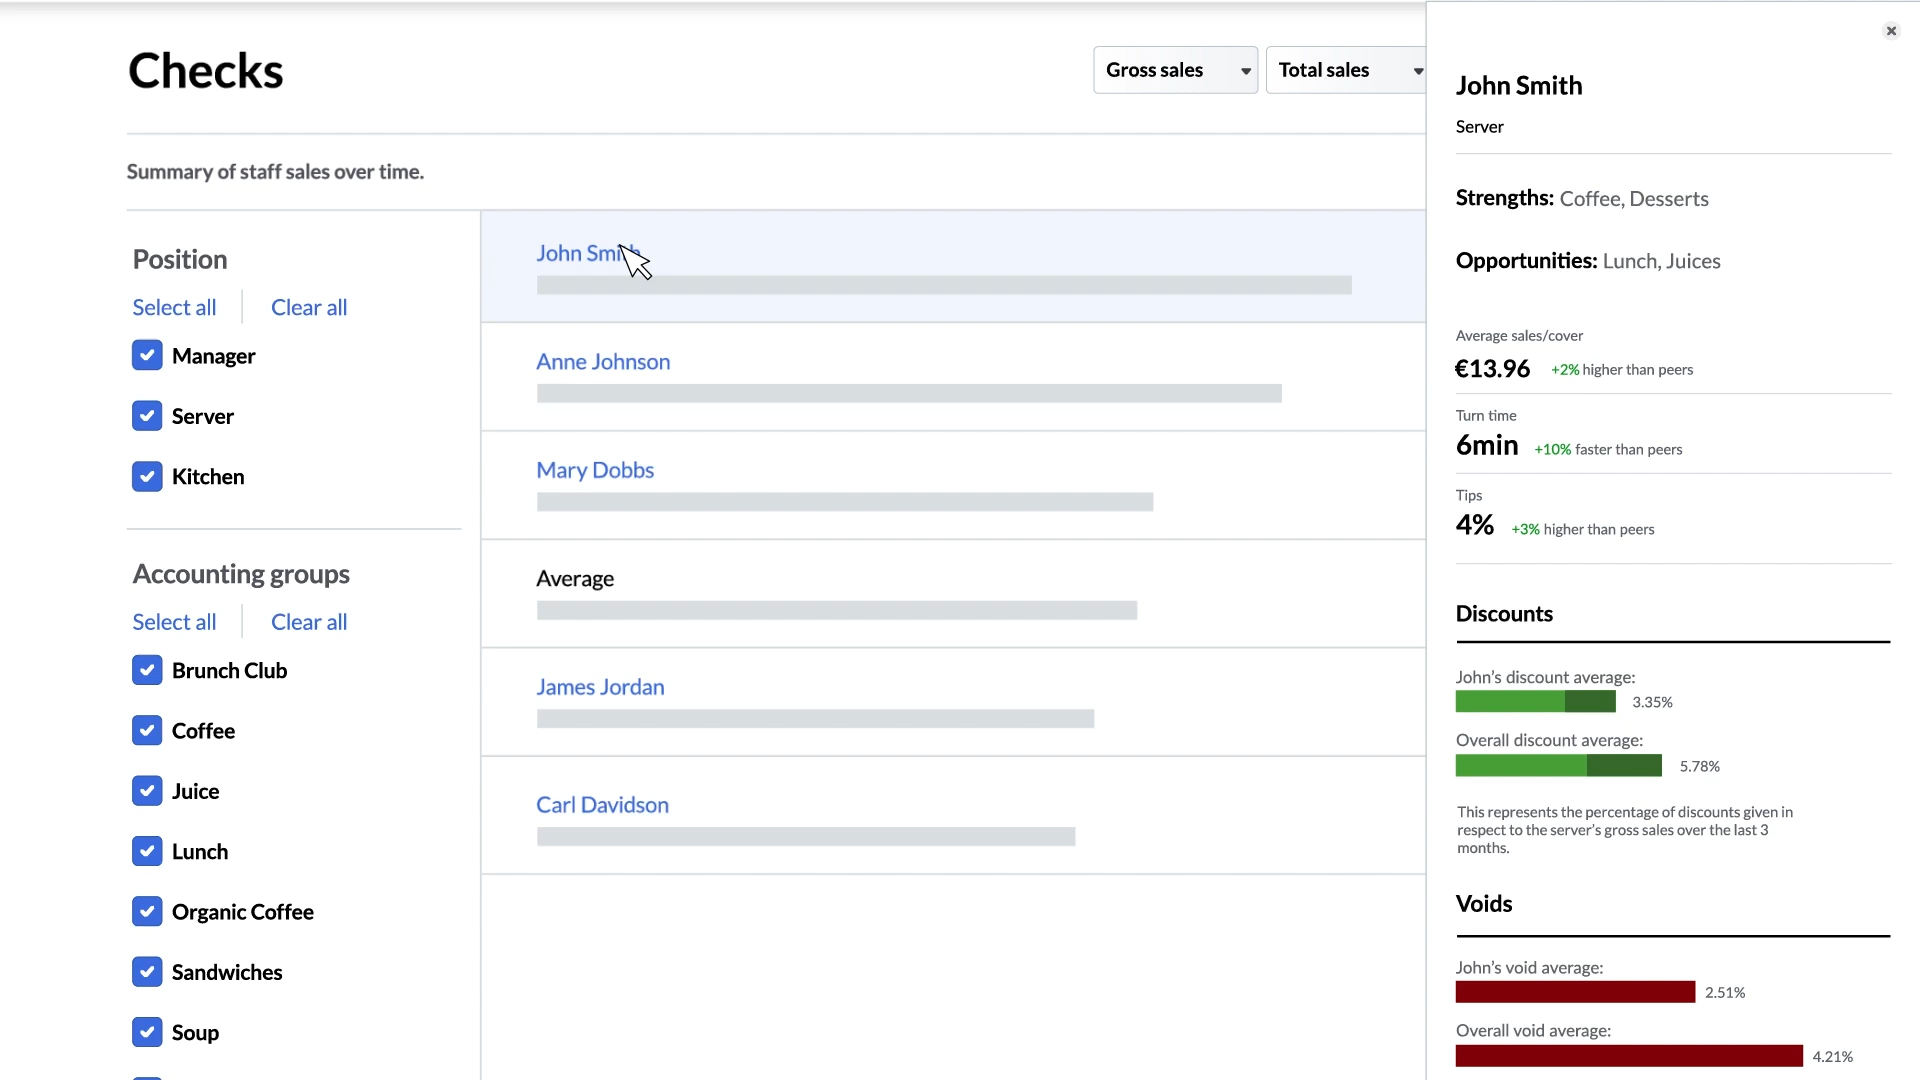 Checks
Gross sales
Total sales
Summary of staff sales over time.
Position
Select all
Clear all
Manager
Server
Kitchen
Accounting groups
Select all
Clear all
Brunch Club
Coffee
Juice
Lunch
Organic Coffee
Sandwiches
Soup
John Smith
Anne Johnson
Mary Dobbs
Average
James Jordan
Carl Davidson
John Smith
Server
Strengths: Coffee, Desserts
Opportunities: Lunch, Juices
Average sales/cover
€13.96 +2% higher than peers
Turn time
6min +10% faster than peers
Tips
4% +3% higher than peers
Discounts
John's discount average:
3.35%
Overall discount average:
5.78%
This represents the percentage of discounts given in
respect to the server's gross sales over the last 3
months.
Voids
John's void average:
2.51%
Overall void average:
4.21%